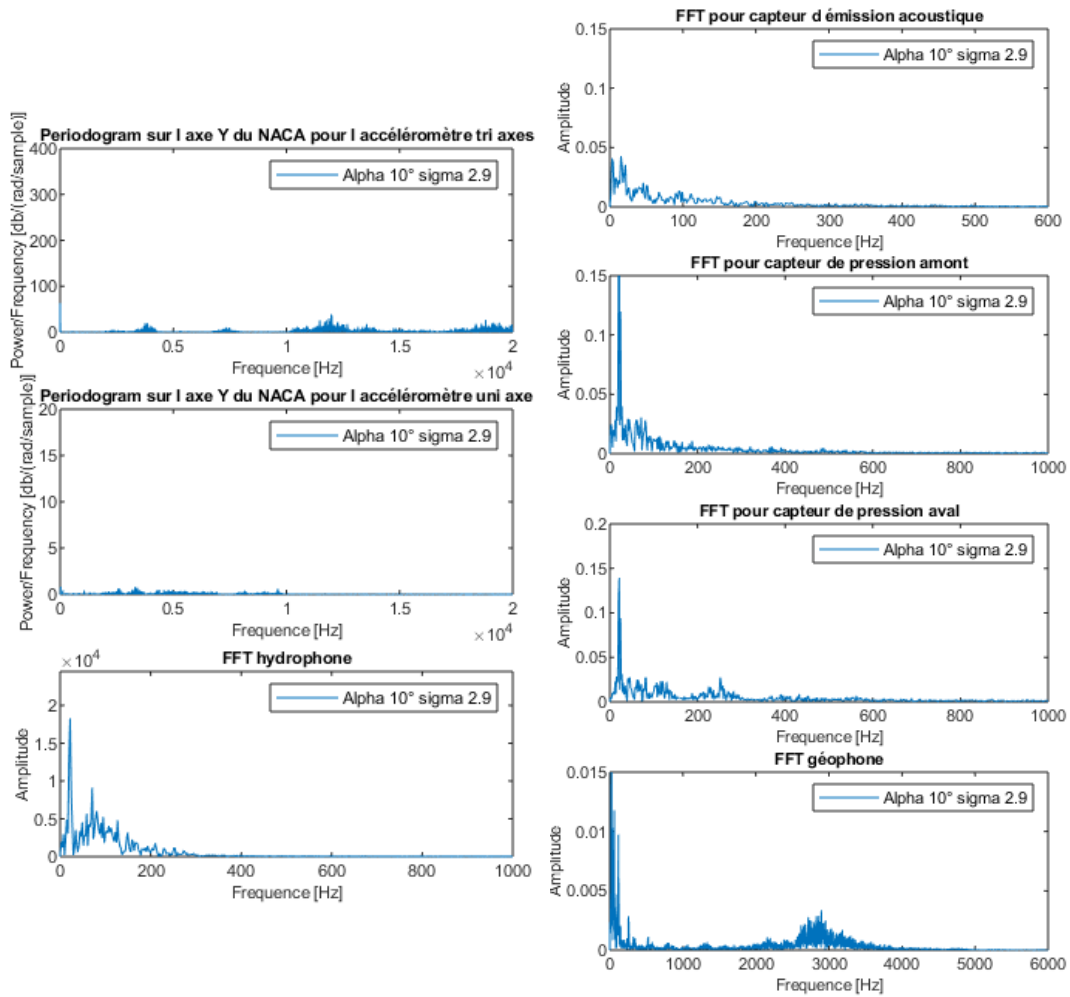 Periodogram sur l axe Y du NACA pour l accéléromètre tri axes
Power/Frequency [db/(rad/sample)]
400
300
200
100
0
Alpha 10° sigma 2.9
0 0.5 1 1.5 2
×10^4
Frequence [Hz]
Periodogram sur l axe Y du NACA pour l accéléromètre uni axe
Power/Frequency [db/(rad/sample)]
20
15
10
5
0
Alpha 10° sigma 2.9
0 0.5 1 1.5 2
×10^4
Frequence [Hz]
FFT hydrophone
×10^4
Amplitude
2
1.5
1
0.5
0
Alpha 10° sigma 2.9
0 200 400 600 800 1000
Frequence [Hz]
FFT pour capteur d émission acoustique
Amplitude
0.15
0.1
0.05
0
Alpha 10° sigma 2.9
0 100 200 300 400 500 600
Frequence [Hz]
FFT pour capteur de pression amont
Amplitude
0.15
0.1
0.05
0
Alpha 10° sigma 2.9
0 200 400 600 800 1000
Frequence [Hz]
FFT pour capteur de pression aval
Amplitude
0.2
0.15
0.1
0.05
0
Alpha 10° sigma 2.9
0 200 400 600 800 1000
Frequence [Hz]
FFT géophone
Amplitude
0.015
0.01
0.005
0
Alpha 10° sigma 2.9
0 1000 2000 3000 4000 5000 6000
Frequence [Hz]